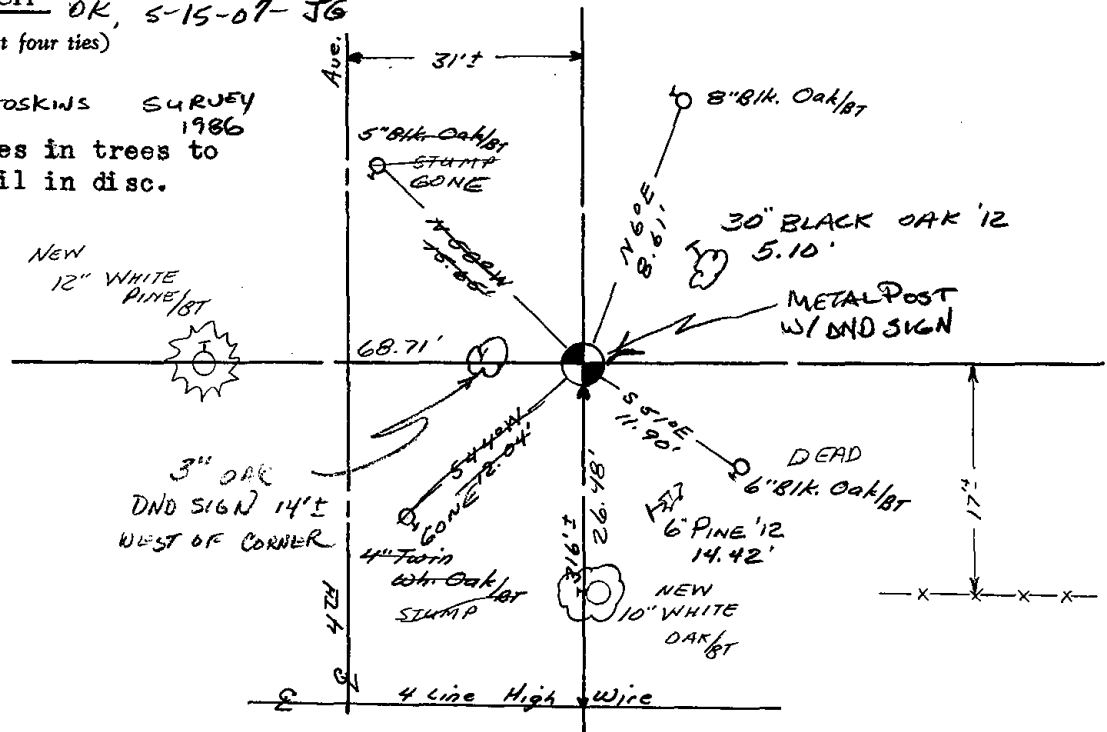 OK, 5-15-07- JG
t four ties)
OSKINS SURVEY
1986
es in trees to
il in disc.
Ave.
31'±
8" Blk. Oak/BT
5" Blk. Oak/BT
STUMP
GONE
N 6°E
8.61'
30" BLACK OAK '12
5.10'
NEW
12" WHITE
PINE/BT
METAL POST
W/ DND SIGN
68.71'
S 51°E
11.90'
S44°W
12.04'
GONE
DEAD
6" Blk. Oak/BT
3" OAK
DND SIGN 14'±
WEST OF CORNER
26.48'
316'±
6" PINE '12
14.42'
17'±
4" Twin
Wh. Oak/BT
STUMP
NEW
10" WHITE
OAK/BT
4TH
4 Line High Wire